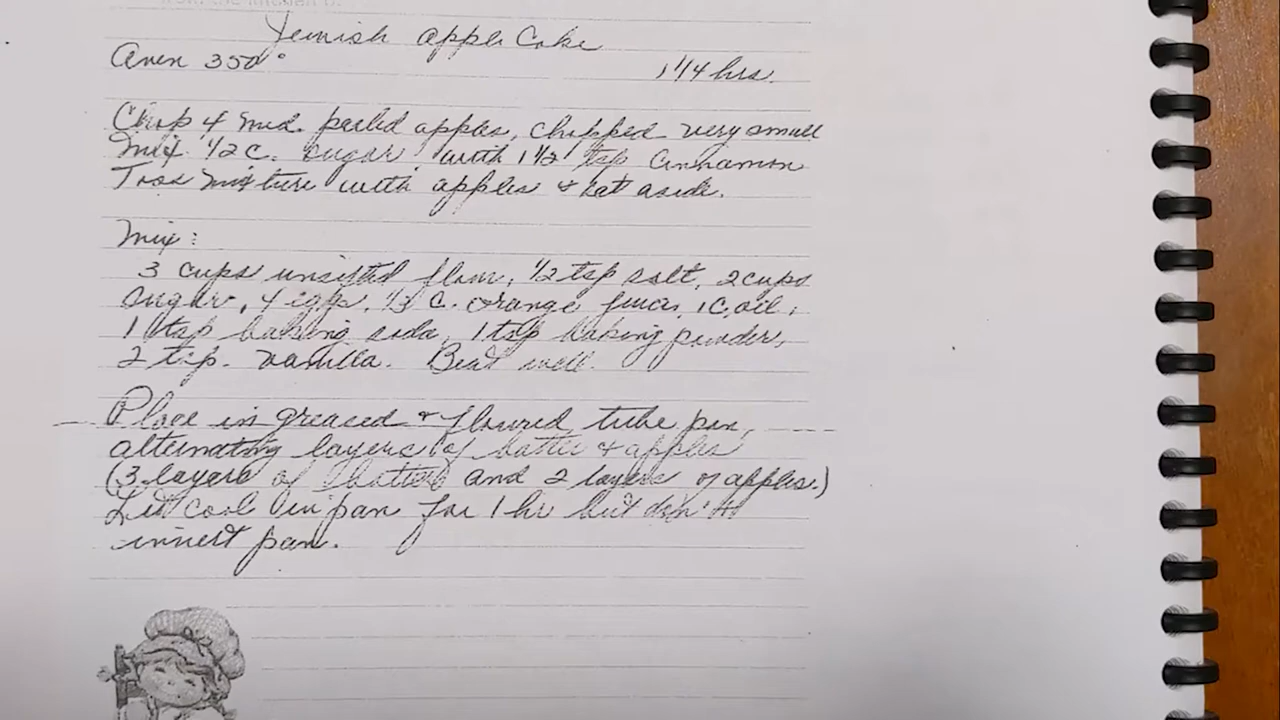 Jewish apple Cake
Oven 350° 1 1/4 hrs.
Chop 4 med. peeled apples, chopped very small
Mix 1/2 c. sugar with 1 1/2 tsp Cinnamon
Toss mixture with apples & set aside.
Mix:
3 cups unsifted flour, 1/2 tsp salt, 2 cups
sugar, 4 eggs, 1/3 c. orange juice, 1 c. oil,
1 tsp baking soda, 1 tsp baking powder,
2 tsp. vanilla. Beat well.
Place in greased & floured tube pan,
alternating layers of batter & apples
(3 layers of batter and 2 layers of apples.)
Let cool in pan for 1 hr but don't
invert pan.